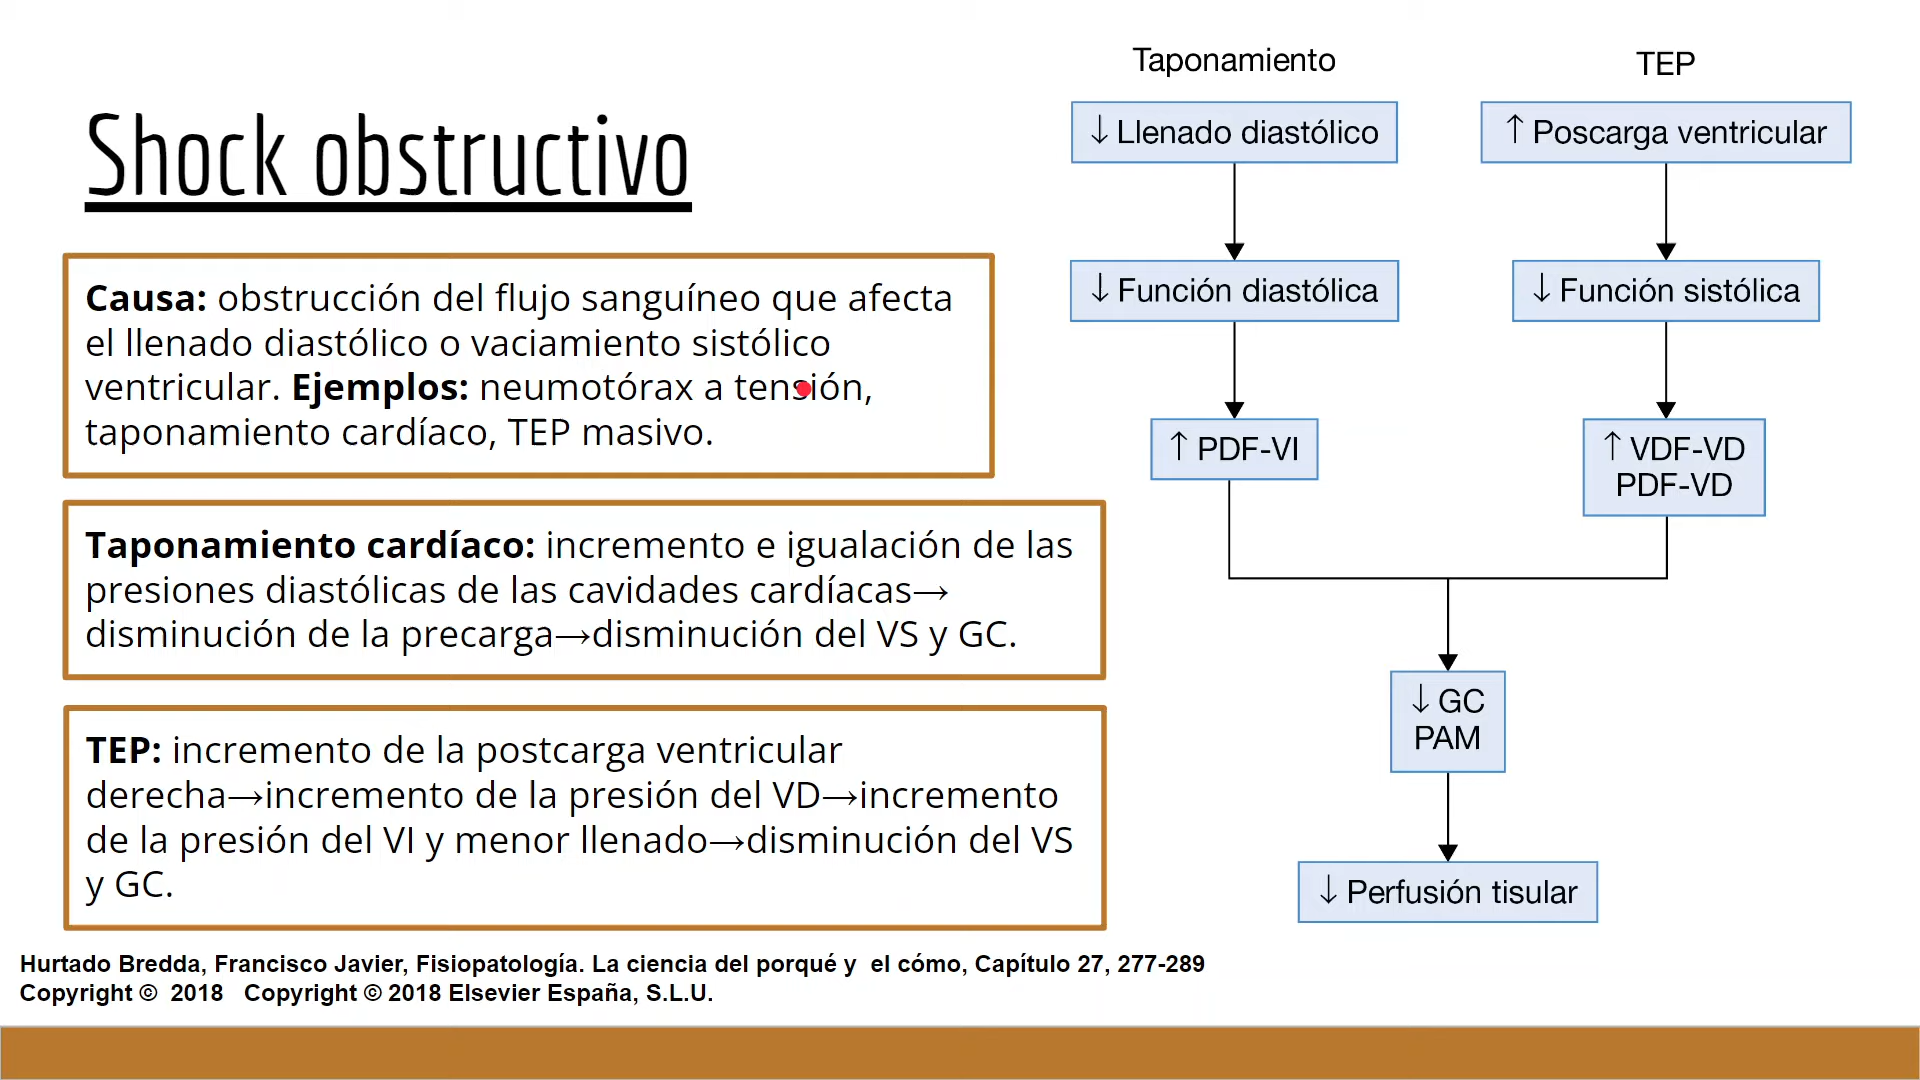 Shock obstructivo
Causa: obstrucción del flujo sanguíneo que afecta
el llenado diastólico o vaciamiento sistólico
ventricular. Ejemplos: neumotórax a tensión,
taponamiento cardíaco, TEP masivo.
Taponamiento cardíaco: incremento e igualación de las
presiones diastólicas de las cavidades cardíacas→
disminución de la precarga→disminución del VS y GC.
TEP: incremento de la postcarga ventricular
derecha→incremento de la presión del VD→incremento
de la presión del VI y menor llenado→disminución del VS
y GC.
Taponamiento
↓ Llenado diastólico
↓ Función diastólica
↑ PDF-VI
TEP
↑ Poscarga ventricular
↓ Función sistólica
↑ VDF-VD
PDF-VD
↓ GC
PAM
↓ Perfusión tisular
Hurtado Bredda, Francisco Javier, Fisiopatología. La ciencia del porqué y el cómo, Capítulo 27, 277-289
Copyright © 2018 Copyright © 2018 Elsevier España, S.L.U.